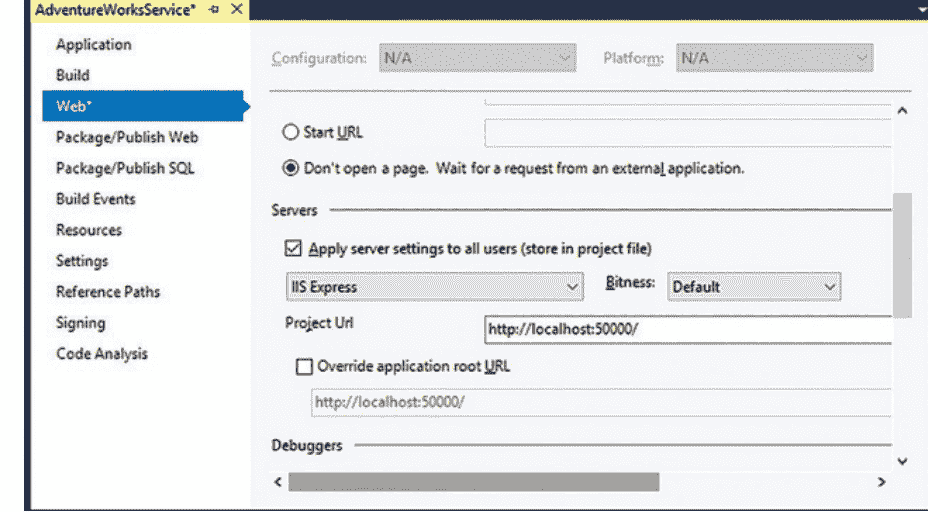 AdventureWorksService*
Application
Build
Web*
Package/Publish Web
Package/Publish SQL
Build Events
Resources
Settings
Reference Paths
Signing
Code Analysis
Configuration: N/A Platform: N/A
Start URL
Don't open a page. Wait for a request from an external application.
Servers
Apply server settings to all users (store in project file)
IIS Express Bitness: Default
Project Url http://localhost:50000/
Override application root URL
http://localhost:50000/
Debuggers